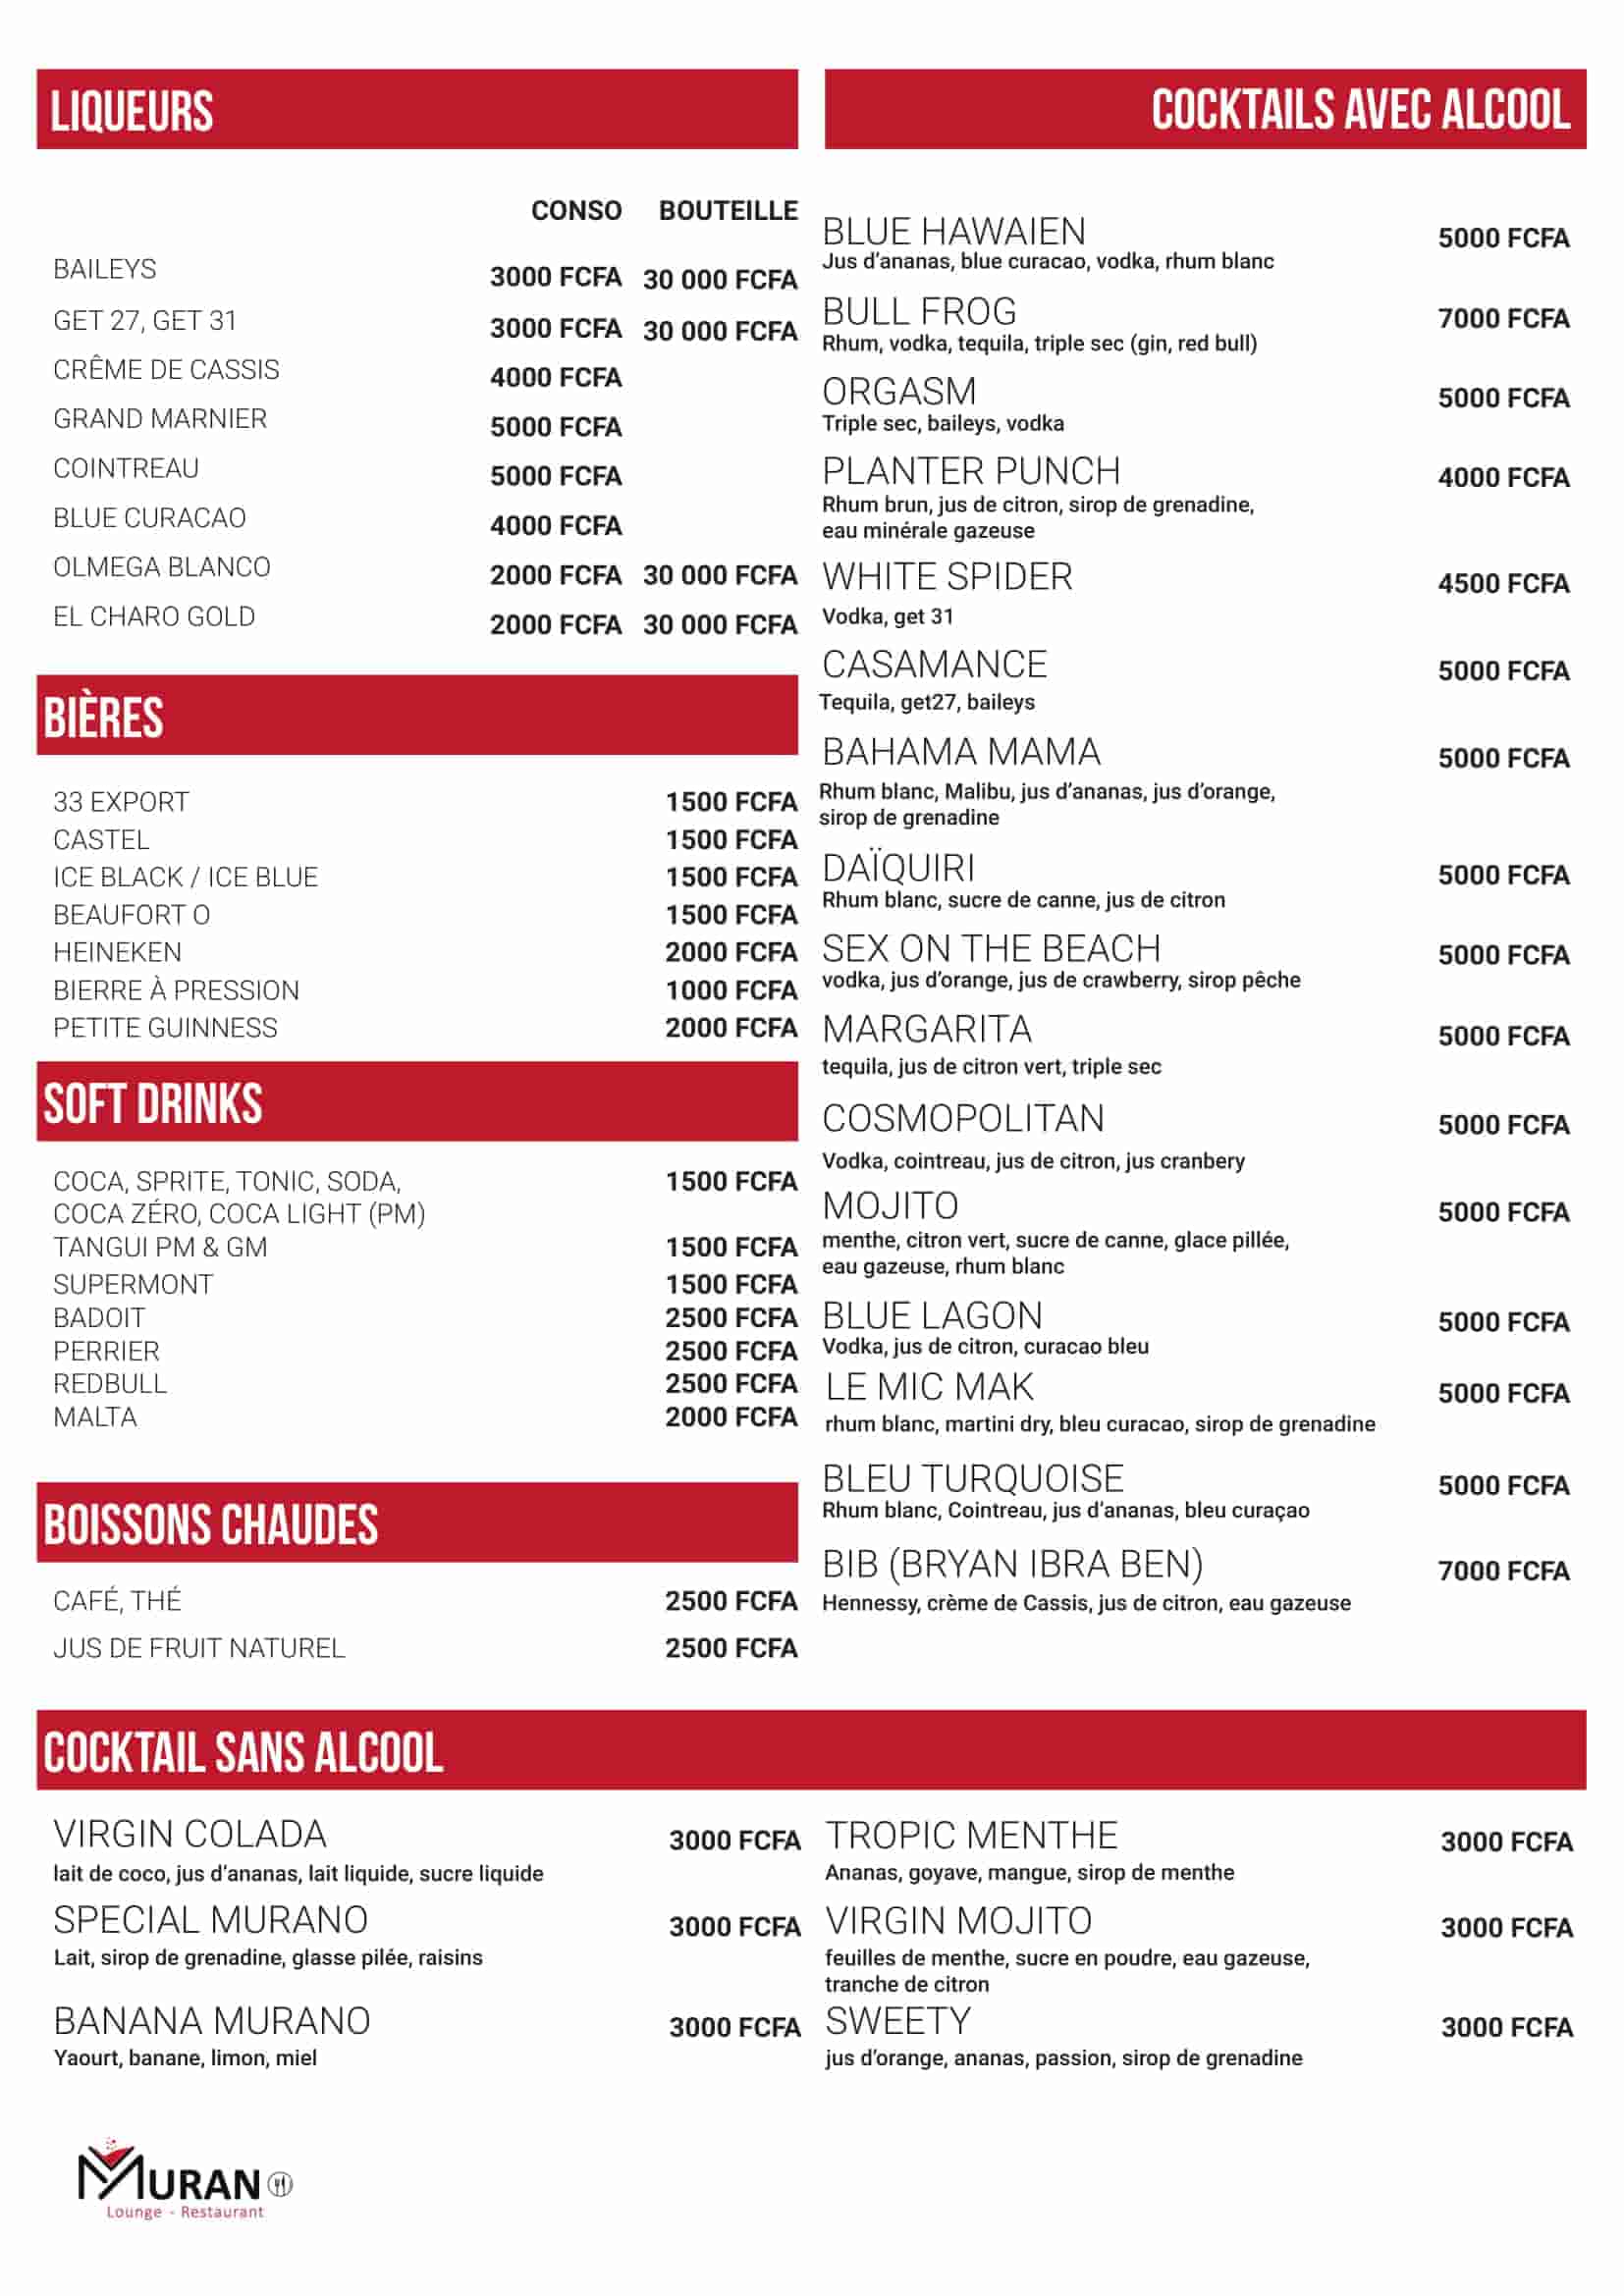 LIQUEURS
CONSO BOUTEILLE
BAILEYS 3000 FCFA 30 000 FCFA
GET 27, GET 31 3000 FCFA 30 000 FCFA
CRÊME DE CASSIS 4000 FCFA
GRAND MARNIER 5000 FCFA
COINTREAU 5000 FCFA
BLUE CURACAO 4000 FCFA
OLMEGA BLANCO 2000 FCFA 30 000 FCFA
EL CHARO GOLD 2000 FCFA 30 000 FCFA
BIÈRES
33 EXPORT 1500 FCFA
CASTEL 1500 FCFA
ICE BLACK / ICE BLUE 1500 FCFA
BEAUFORT O 1500 FCFA
HEINEKEN 2000 FCFA
BIERRE À PRESSION 1000 FCFA
PETITE GUINNESS 2000 FCFA
SOFT DRINKS
COCA, SPRITE, TONIC, SODA, 1500 FCFA
COCA ZÉRO, COCA LIGHT (PM)
TANGUI PM & GM 1500 FCFA
SUPERMONT 1500 FCFA
BADOIT 2500 FCFA
PERRIER 2500 FCFA
REDBULL 2500 FCFA
MALTA 2000 FCFA
BOISSONS CHAUDES
CAFÉ, THÉ 2500 FCFA
JUS DE FRUIT NATUREL 2500 FCFA
COCKTAILS AVEC ALCOOL
BLUE HAWAIEN 5000 FCFA
Jus d'ananas, blue curacao, vodka, rhum blanc
BULL FROG 7000 FCFA
Rhum, vodka, tequila, triple sec (gin, red bull)
ORGASM 5000 FCFA
Triple sec, baileys, vodka
PLANTER PUNCH 4000 FCFA
Rhum brun, jus de citron, sirop de grenadine,
eau minérale gazeuse
WHITE SPIDER 4500 FCFA
Vodka, get 31
CASAMANCE 5000 FCFA
Tequila, get27, baileys
BAHAMA MAMA 5000 FCFA
Rhum blanc, Malibu, jus d'ananas, jus d'orange,
sirop de grenadine
DAÏQUIRI 5000 FCFA
Rhum blanc, sucre de canne, jus de citron
SEX ON THE BEACH 5000 FCFA
vodka, jus d'orange, jus de crawberry, sirop pêche
MARGARITA 5000 FCFA
tequila, jus de citron vert, triple sec
COSMOPOLITAN 5000 FCFA
Vodka, cointreau, jus de citron, jus cranbery
MOJITO 5000 FCFA
menthe, citron vert, sucre de canne, glace pillée,
eau gazeuse, rhum blanc
BLUE LAGON 5000 FCFA
Vodka, jus de citron, curacao bleu
LE MIC MAK 5000 FCFA
rhum blanc, martini dry, bleu curacao, sirop de grenadine
BLEU TURQUOISE 5000 FCFA
Rhum blanc, Cointreau, jus d'ananas, bleu curaçao
BIB (BRYAN IBRA BEN) 7000 FCFA
Hennessy, crème de Cassis, jus de citron, eau gazeuse
COCKTAIL SANS ALCOOL
VIRGIN COLADA 3000 FCFA
lait de coco, jus d'ananas, lait liquide, sucre liquide
SPECIAL MURANO 3000 FCFA
Lait, sirop de grenadine, glasse pilée, raisins
BANANA MURANO 3000 FCFA
Yaourt, banane, limon, miel
TROPIC MENTHE 3000 FCFA
Ananas, goyave, mangue, sirop de menthe
VIRGIN MOJITO 3000 FCFA
feuilles de menthe, sucre en poudre, eau gazeuse,
tranche de citron
SWEETY 3000 FCFA
jus d'orange, ananas, passion, sirop de grenadine
MURANO
Lounge - Restaurant